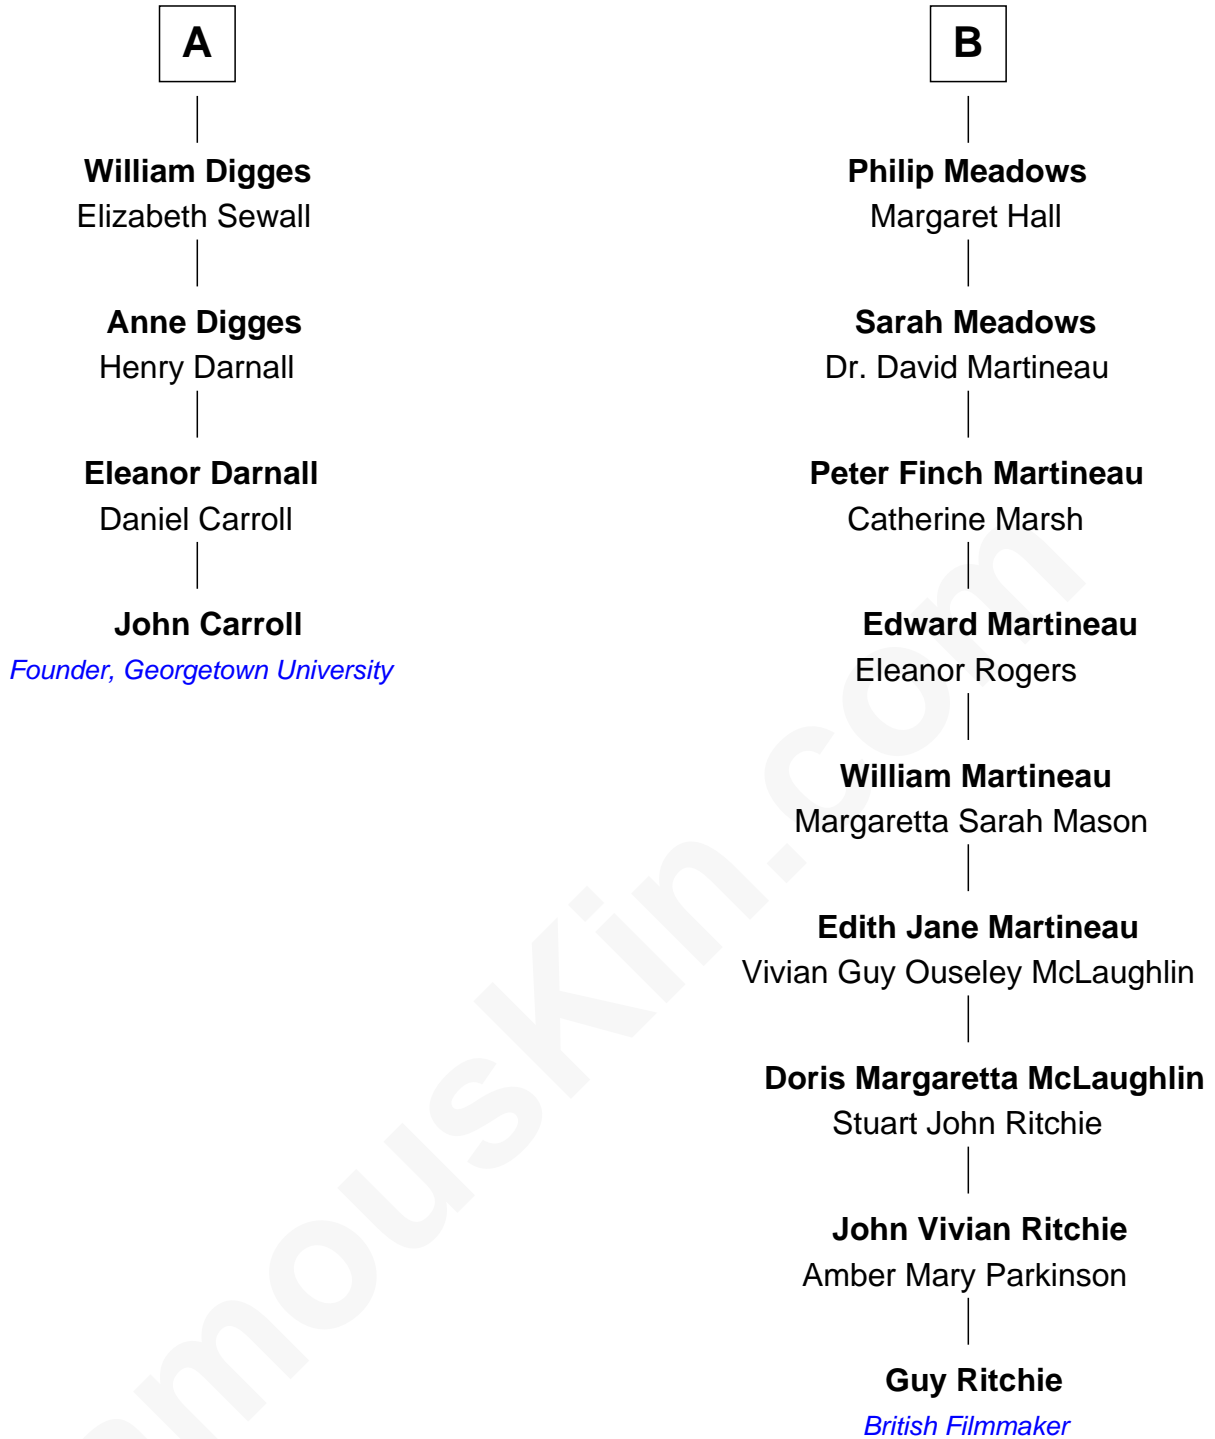 A
William Digges
Elizabeth Sewall
Anne Digges
Henry Darnall
Eleanor Darnall
Daniel Carroll
John Carroll
Founder, Georgetown University
B
Philip Meadows
Margaret Hall
Sarah Meadows
Dr. David Martineau
Peter Finch Martineau
Catherine Marsh
Edward Martineau
Eleanor Rogers
William Martineau
Margaretta Sarah Mason
Edith Jane Martineau
Vivian Guy Ouseley McLaughlin
Doris Margaretta McLaughlin
Stuart John Ritchie
John Vivian Ritchie
Amber Mary Parkinson
Guy Ritchie
British Filmmaker
amouskin.com